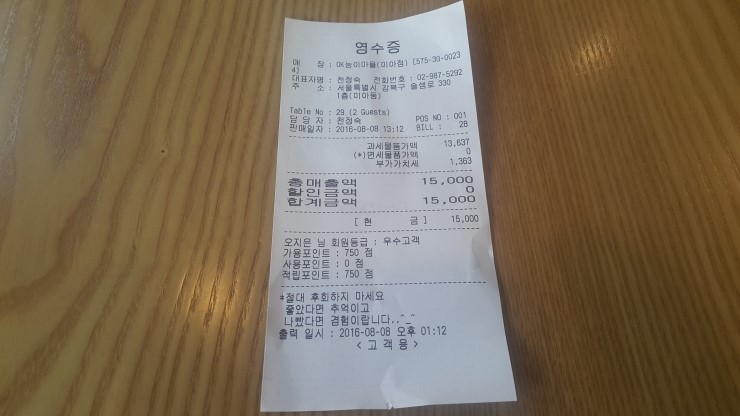 영수증
매 장 : OK능이마을(미아점) [575-30-0023
4]
대표자명 : 천정숙 전화번호 : 02-987-5292
주 소 : 서울특별시 강북구 솔샘로 330
1층(미아동)
Table No : 29 (2 Guests)
담 당 자 : 천정숙 POS NO : 001
판매일자 : 2016-08-08 13:12 BILL : 28
과세물품가액 13,637
(*)면세물품가액 0
부가가치세 1,363
총매출액 15,000
할인금액 0
합계금액 15,000
[ 현 금 ] 15,000
오지은 님 회원등급 : 우수고객
가용포인트 : 750 점
사용포인트 : 0 점
적립포인트 : 750 점
*절대 후회하지 마세요
좋았다면 추억이고
나빴다면 경험이랍니다..^_^
출력 일시 : 2016-08-08 오후 01:12
< 고 객 용 >